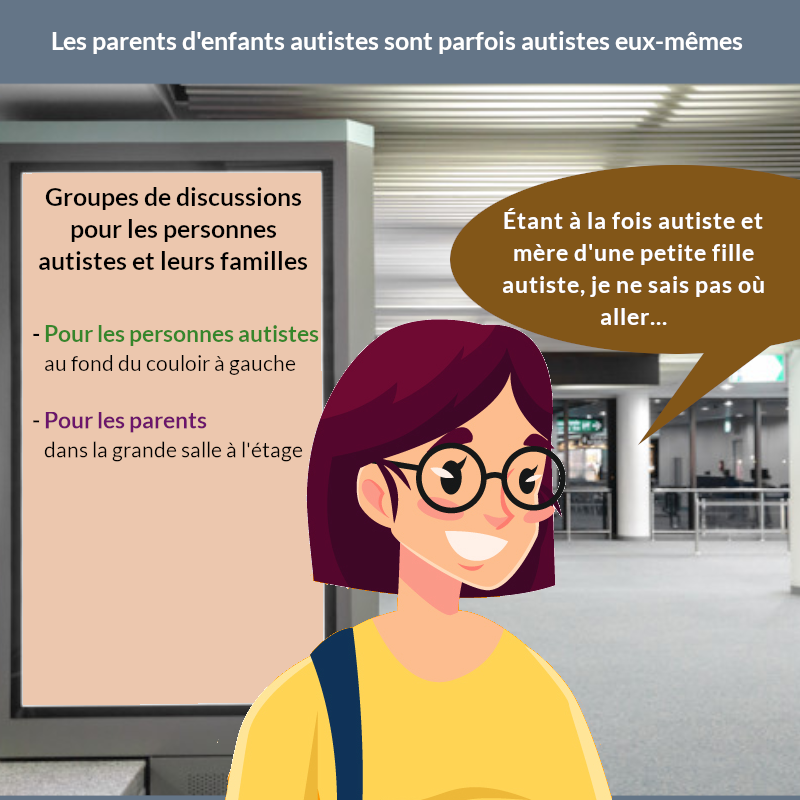 Les parents d'enfants autistes sont parfois autistes eux-mêmes
Groupes de discussions
pour les personnes
autistes et leurs familles
- Pour les personnes autistes
au fond du couloir à gauche
- Pour les parents
dans la grande salle à l'étage
Étant à la fois autiste et
mère d'une petite fille
autiste, je ne sais pas où
aller...